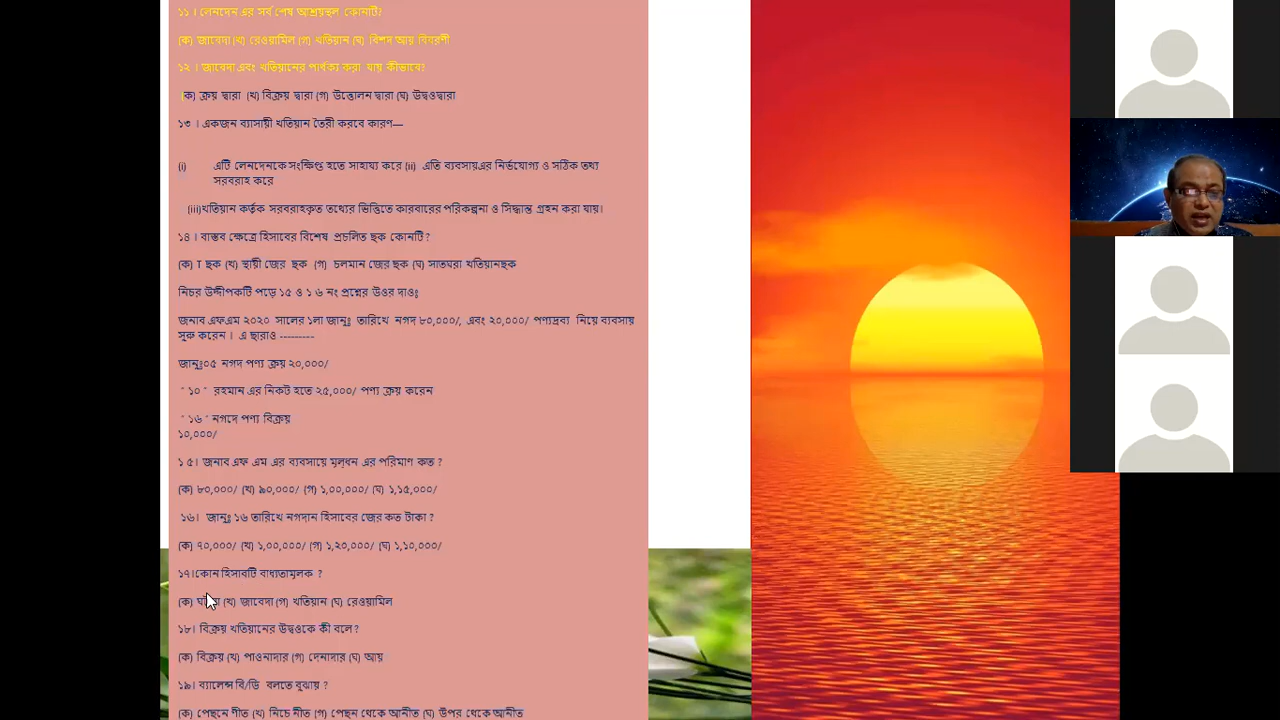 ১১। লেনদেন এর সর্ব শেষ আশ্রয়স্থল কোনটি?
(ক) জাবেদা (খ) রেওয়ামিল (গ) খতিয়ান (ঘ) বিশদ আয় বিবরণী
১২। জাবেদা এবং খতিয়ানের পার্থক্য করা যায় কীভাবে?
(ক) ক্রয় দ্বারা (খ) বিক্রয় দ্বারা (গ) উত্তোলন দ্বারা (ঘ) উদ্বওদ্বারা
১৩ । একজন ব্যাসায়ী খতিয়ান তৈরী করবে কারণ—
(i) এটি লেনদেনকে সংক্ষিপ্ত হতে সাহায্য করে (ii) এতি ব্যবসায়এর নির্ভযোগ্য ও সঠিক তথ্য
সরবরাহ করে
(iii)খতিয়ান কর্তৃক সরবরাহকৃত তথ্যের ভিত্তিতে কারবারের পরিকল্পনা ও সিদ্ধান্ত গ্রহন করা যায়।
১৪। বাস্তব ক্ষেত্রে হিসাবের বিশেষ প্রচলিত ছক কোনটি?
(ক) T ছক (খ) স্থায়ী জের ছক (গ) চলমান জের ছক (ঘ) সাতঘরা খতিয়ানছক
নিচর উদ্দীপকটি পড়ে ১৫ ও ১৬ নং প্রশ্নের উওর দাওঃ
জনাব এফএম ২০২০ সালের ১লা জানুঃ তারিখে নগদ ৮০,০০০/, এবং ২০,০০০/ পণ্যদ্রব্য নিয়ে ব্যবসায়
সুরু করেন। এ ছারাও ---------
জানুঃ০৫ নগদ পণ্য ক্রয় ২০,০০০/
" ১০ " রহমান এর নিকট হতে ২৫,০০০/ পণ্য ক্রয় করেন
" ১৬ " নগদে পণ্য বিক্রয়
১০,০০০/
১৫। জনাব এফ এম এর ব্যবসায়ে মূলধন এর পরিমাণ কত ?
(ক) ৮০,০০০/ (খ) ৯০,০০০/ (গ) ১,০০,০০০/ (ঘ) ১,১৫,০০০/
১৬। জানুঃ ১৬ তারিখে নগদান হিসাবের জের কত টাকা ?
(ক) ৭০,০০০/ (খ) ১,০০,০০০/ (গ) ১,২০,০০০/ (ঘ) ১,১০,০০০/
১৭।কোন হিসাবটি বাধ্যতামূলক ?
(ক) (খ) জাবেদা (গ) খতিয়ান (ঘ) রেওয়ামিল
১৮। বিক্রয় খতিয়ানের উদ্বওকে কী বলে?
(ক) বিক্রয় (খ) পাওনাদার (গ) দেনাদার (ঘ) আয়
১৯। ব্যালেন্স বি/ডি বলতে বুঝায় ?
(ক) পেছনে ণীত (খ) নিচে নীত (গ) পেছন থেকে আনীত (ঘ) উপর থেকে আনীত